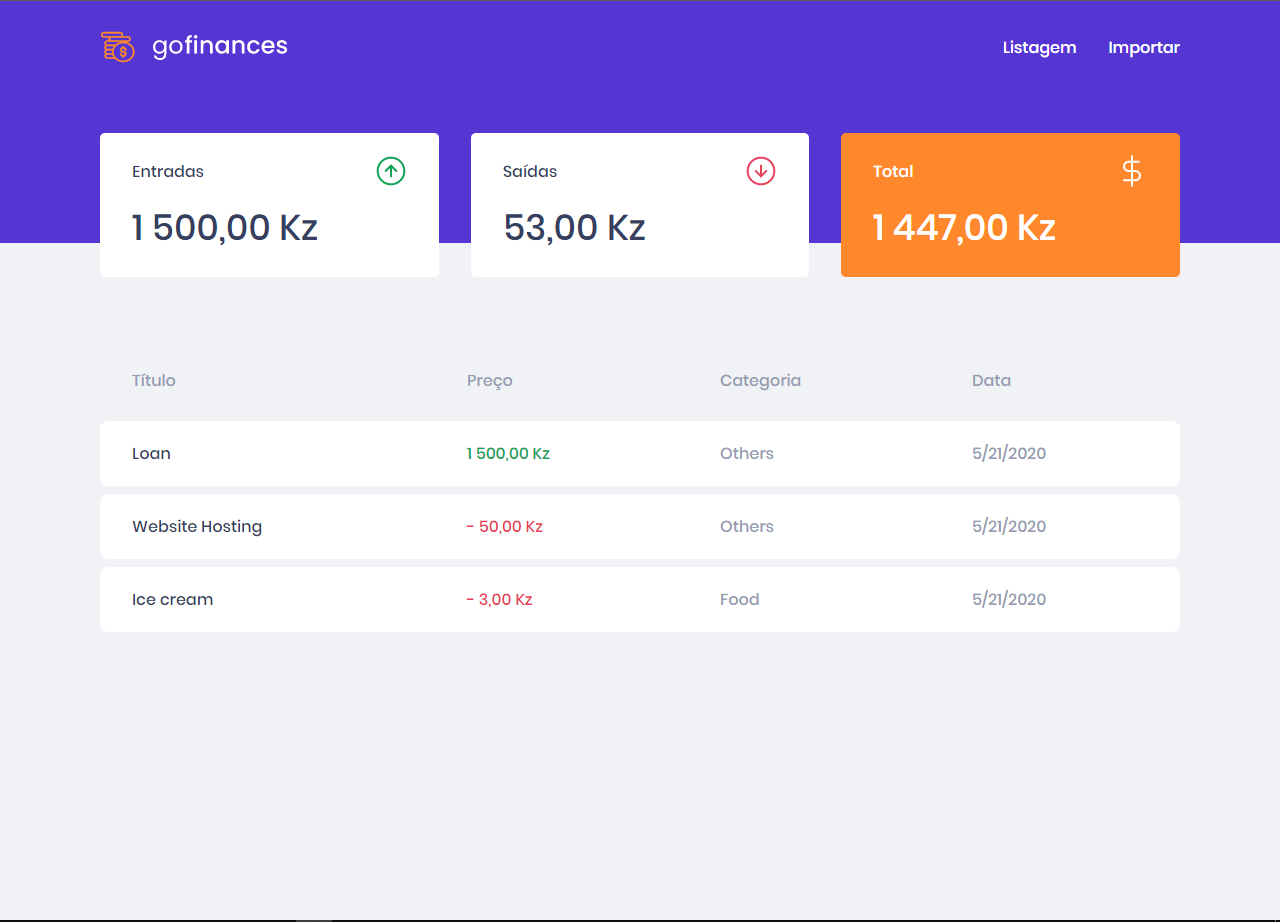 gofinances
Listagem Importar
Entradas
1 500,00 Kz
Saídas
53,00 Kz
Total
$
1 447,00 Kz
Título Preço Categoria Data
Loan 1 500,00 Kz Others 5/21/2020
Website Hosting - 50,00 Kz Others 5/21/2020
Ice cream - 3,00 Kz Food 5/21/2020